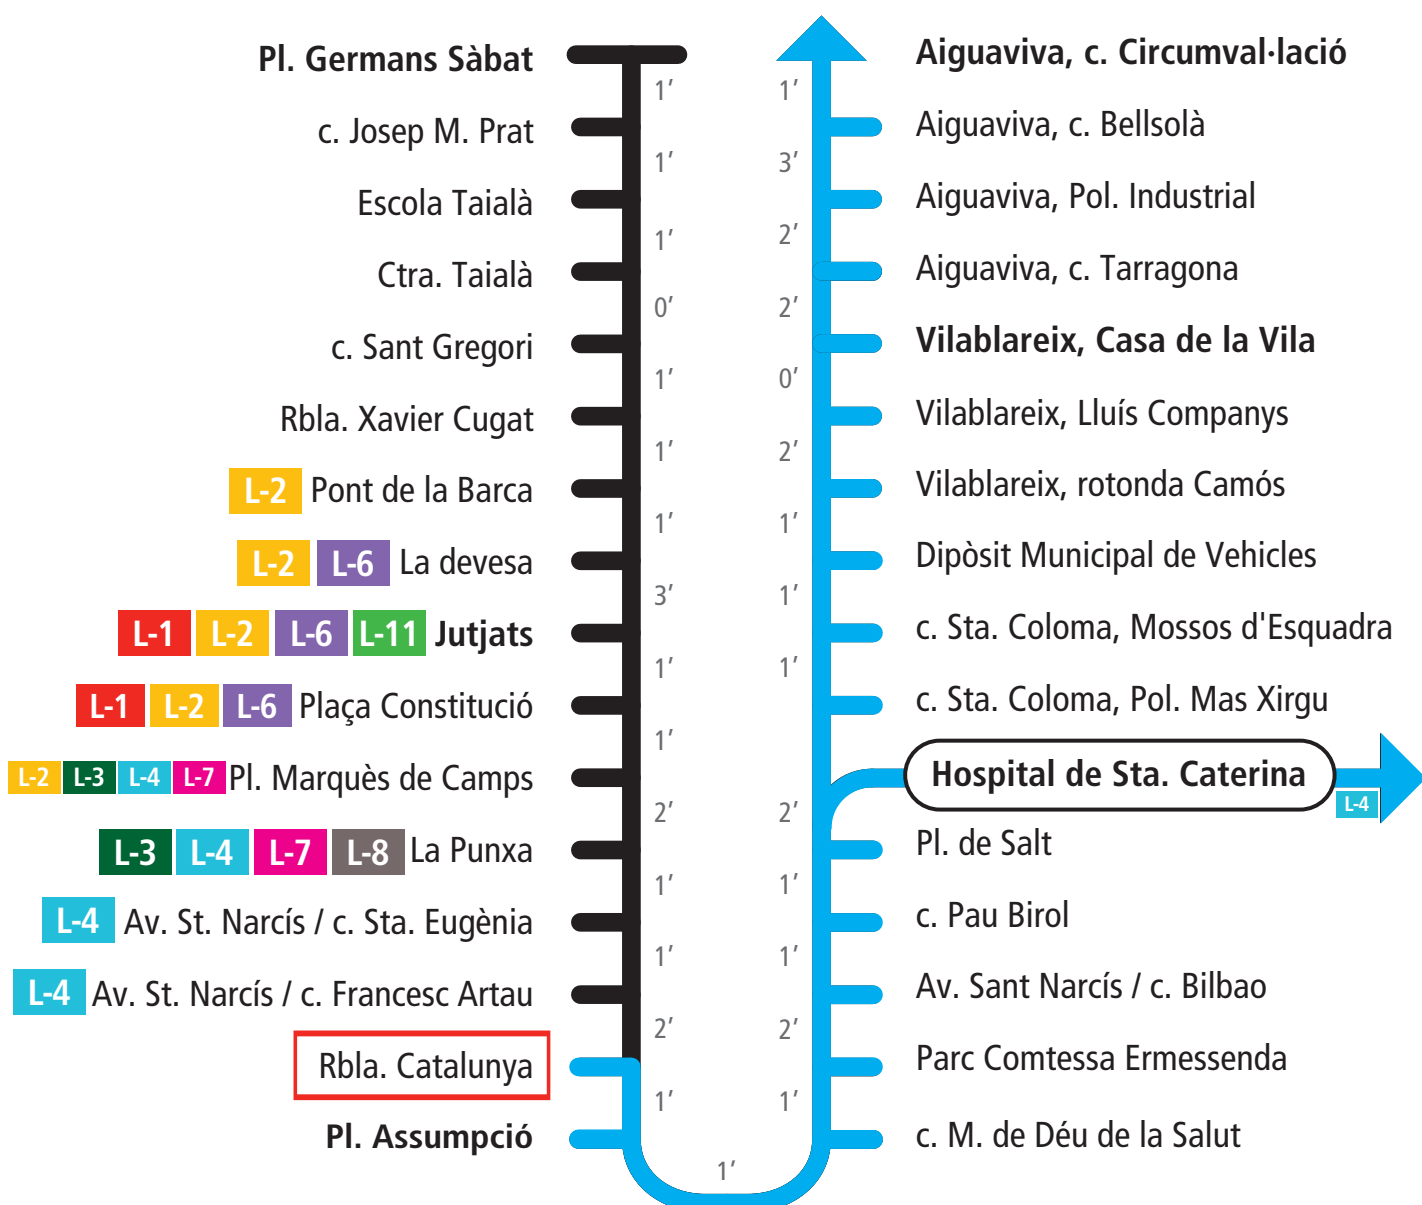 Pl. Germans Sàbat
1’
c. Josep M. Prat
1’
Escola Taialà
1’
Ctra. Taialà
0’
c. Sant Gregori
1’
Rbla. Xavier Cugat
1’
L-2 Pont de la Barca
1’
L-2 L-6 La devesa
3’
L-1 L-2 L-6 L-11 Jutjats
1’
L-1 L-2 L-6 Plaça Constitució
1’
L-2 L-3 L-4 L-7 Pl. Marquès de Camps
2’
L-3 L-4 L-7 L-8 La Punxa
1’
L-4 Av. St. Narcís / c. Sta. Eugènia
1’
L-4 Av. St. Narcís / c. Francesc Artau
2’
Rbla. Catalunya
1’
Pl. Assumpció
1’
Aiguaviva, c. Circumval·lació
1’
Aiguaviva, c. Bellsolà
3’
Aiguaviva, Pol. Industrial
2’
Aiguaviva, c. Tarragona
2’
Vilablareix, Casa de la Vila
0’
Vilablareix, Lluís Companys
2’
Vilablareix, rotonda Camós
1’
Dipòsit Municipal de Vehicles
1’
c. Sta. Coloma, Mossos d'Esquadra
1’
c. Sta. Coloma, Pol. Mas Xirgu
Hospital de Sta. Caterina
L-4
2’
Pl. de Salt
1’
c. Pau Birol
1’
Av. Sant Narcís / c. Bilbao
2’
Parc Comtessa Ermessenda
1’
c. M. de Déu de la Salut